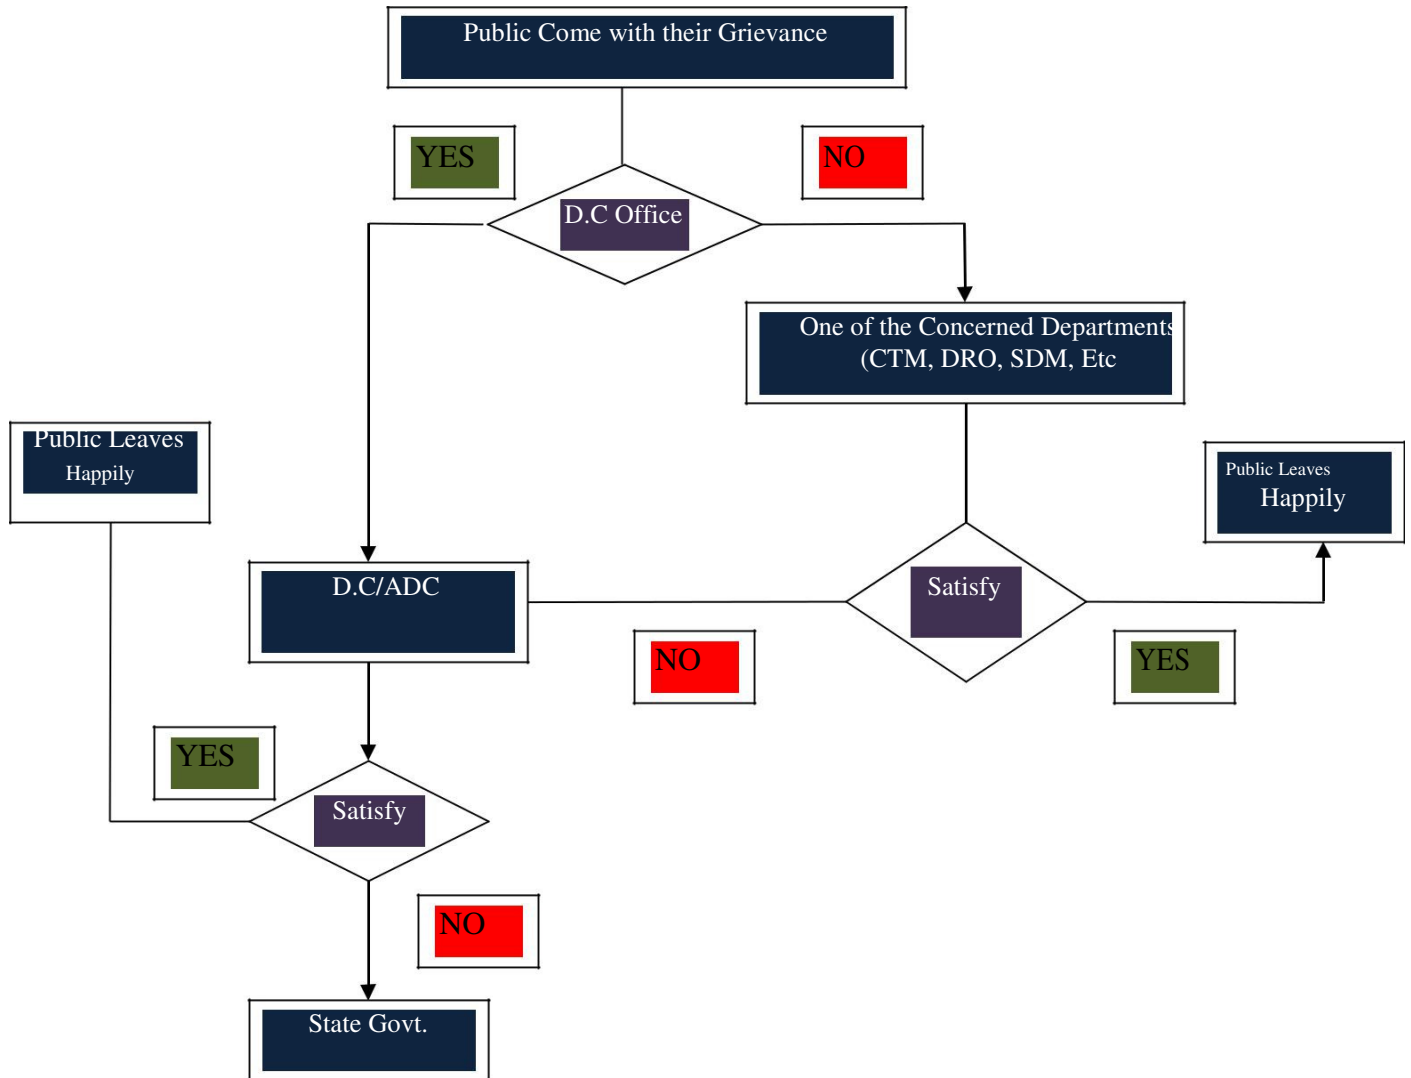 Public Come with their Grievance
YES
NO
D.C Office
One of the Concerned Departments
(CTM, DRO, SDM, Etc
Public Leaves
Happily
Public Leaves
Happily
D.C/ADC
Satisfy
NO
YES
YES
Satisfy
NO
State Govt.